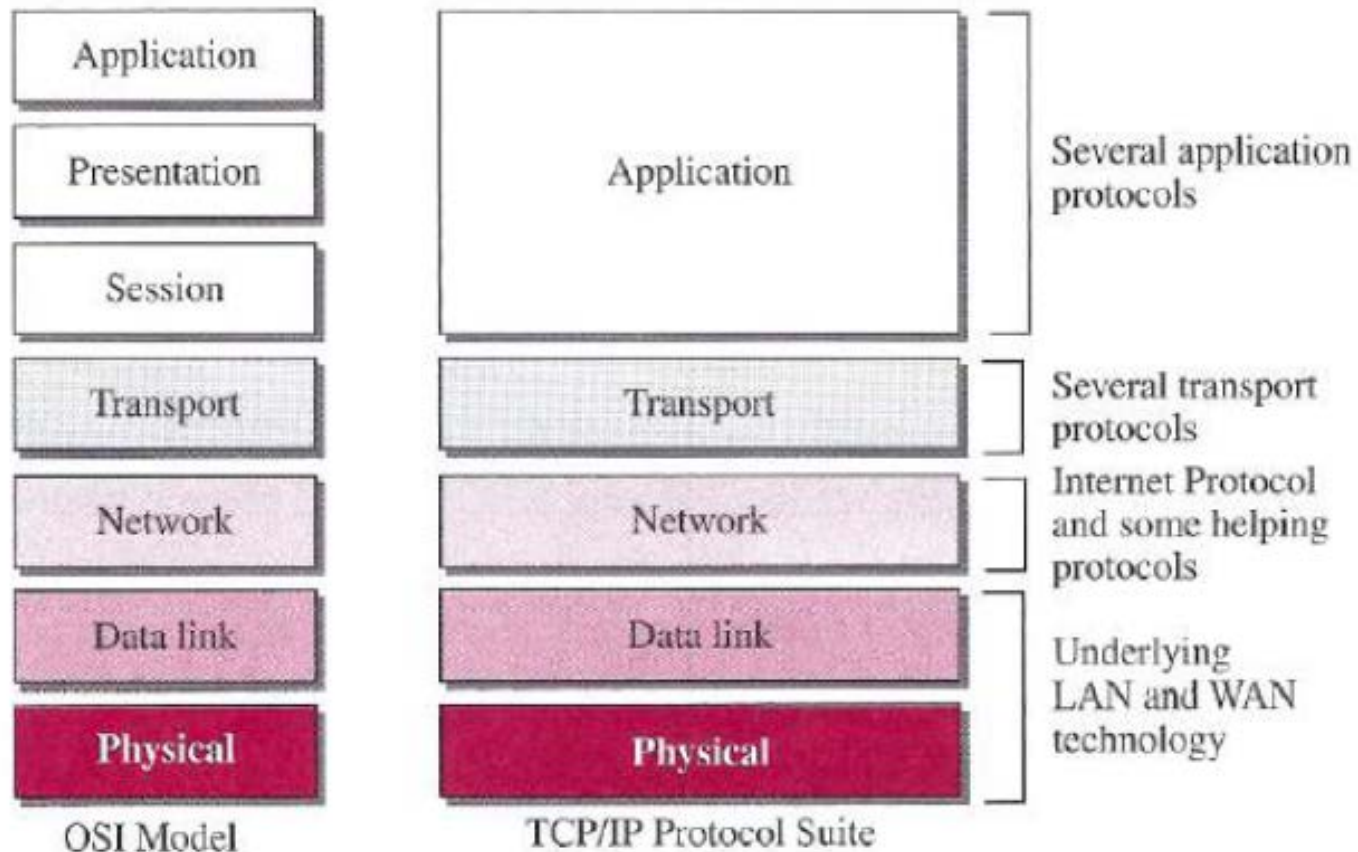 Application
Presentation
Session
Transport
Network
Data link
Physical
OSI Model
Application
Transport
Network
Data link
Physical
TCP/IP Protocol Suite
Several application
protocols
Several transport
protocols
Internet Protocol
and some helping
protocols
Underlying
LAN and WAN
technology